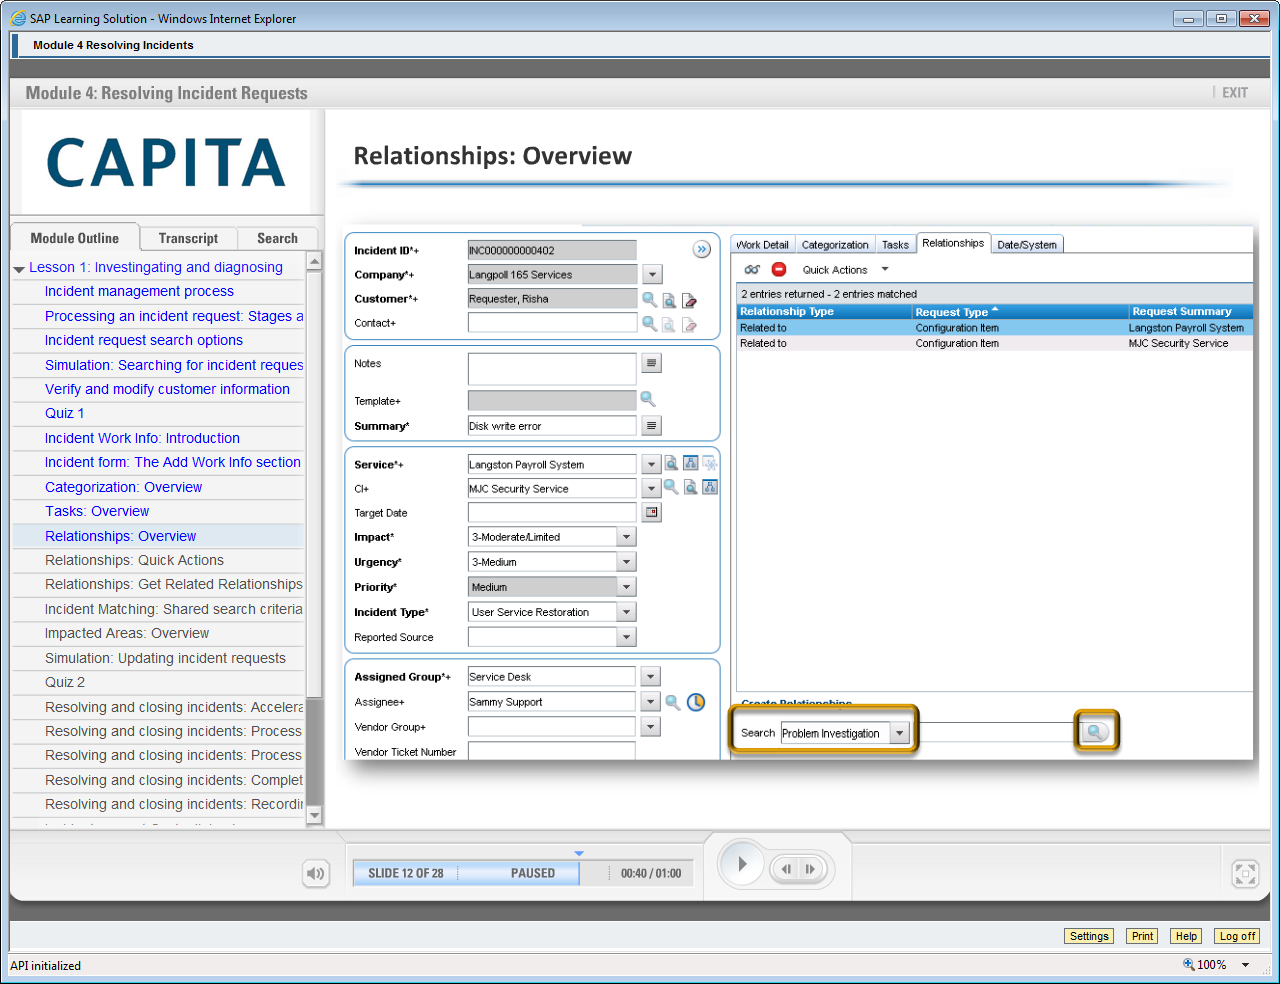 SAP Learning Solution - Windows Internet Explorer
Module 4 Resolving Incidents
Module 4: Resolving Incident Requests
EXIT
CAPITA
Relationships: Overview
Module Outline
Transcript
Search
Lesson 1: Investingating and diagnosing
Incident management process
Processing an incident request: Stages a
Incident request search options
Simulation: Searching for incident reques
Verify and modify customer information
Quiz 1
Incident Work Info: Introduction
Incident form: The Add Work Info section
Categorization: Overview
Tasks: Overview
Relationships: Overview
Relationships: Quick Actions
Relationships: Get Related Relationships
Incident Matching: Shared search criteria
Impacted Areas: Overview
Simulation: Updating incident requests
Quiz 2
Resolving and closing incidents: Accelera
Resolving and closing incidents: Process
Resolving and closing incidents: Process
Resolving and closing incidents: Complet
Resolving and closing incidents: Recordin
Incident ID*+ INC000000000402
Company*+ Langpoll 165 Services
Customer*+ Requester, Risha
Contact+
Notes
Template+
Summary* Disk write error
Service*+ Langston Payroll System
CI+ MJC Security Service
Target Date
Impact* 3-Moderate/Limited
Urgency* 3-Medium
Priority* Medium
Incident Type* User Service Restoration
Reported Source
Assigned Group*+ Service Desk
Assignee+ Sammy Support
Vendor Group+
Vendor Ticket Number
Work Detail Categorization Tasks Relationships Date/System
Quick Actions
2 entries returned - 2 entries matched
Relationship Type Request Type Request Summary
Related to Configuration Item Langston Payroll System
Related to Configuration Item MJC Security Service
Create Relationships
Search Problem Investigation
SLIDE 12 OF 28 PAUSED 00:40 / 01:00
Settings Print Help Log off
API initialized
100%